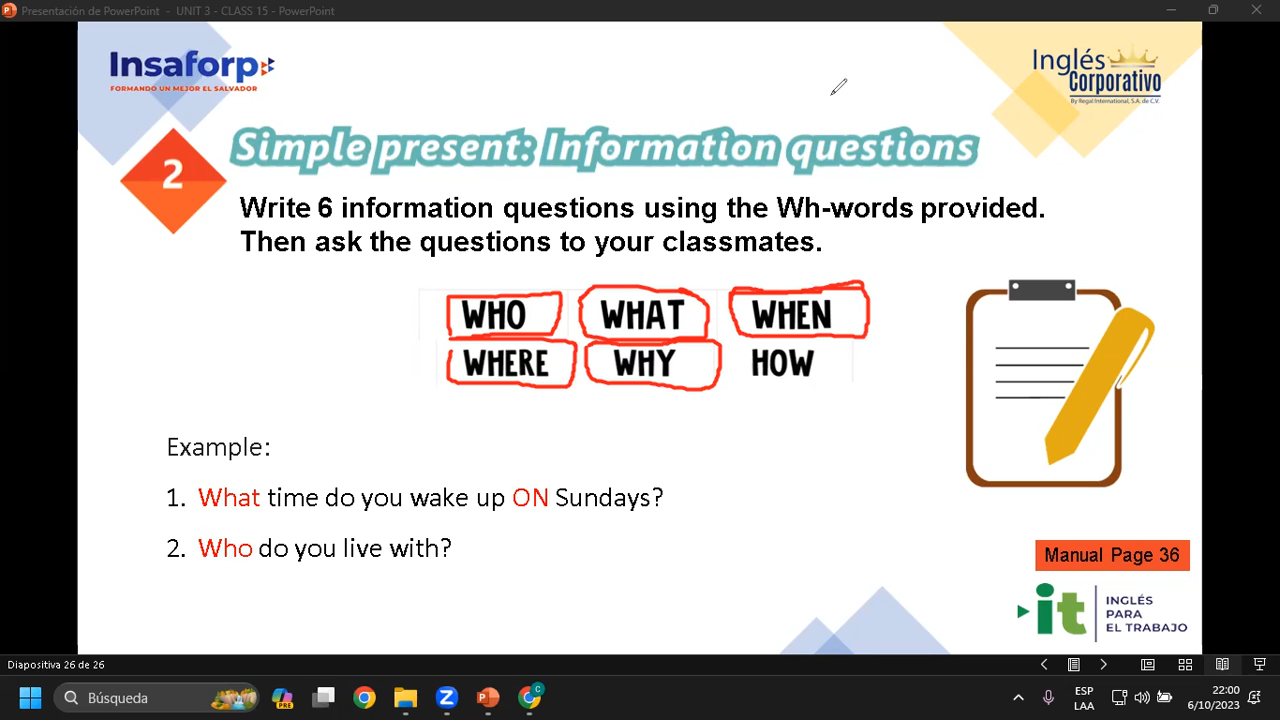 Presentación de PowerPoint - UNIT 3 - CLASS 15 - PowerPoint
Insaforp
FORMANDO UN MEJOR EL SALVADOR
Inglés
Corporativo
By Regal International, S.A. de C.V.
2
Simple present: Information questions
Write 6 information questions using the Wh-words provided.
Then ask the questions to your classmates.
WHO WHAT WHEN
WHERE WHY HOW
Example:
1. What time do you wake up ON Sundays?
2. Who do you live with?
Manual Page 36
it
INGLÉS
PARA
EL TRABAJO
Diapositiva 26 de 26
Búsqueda
PRE
ESP
LAA
22:00
6/10/2023